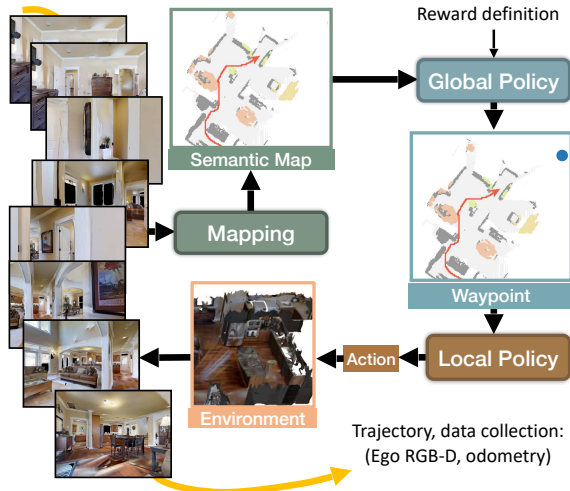 Reward definition
Global Policy
Semantic Map
Mapping
Waypoint
Local Policy
Action
Environment
Trajectory, data collection:
(Ego RGB-D, odometry)